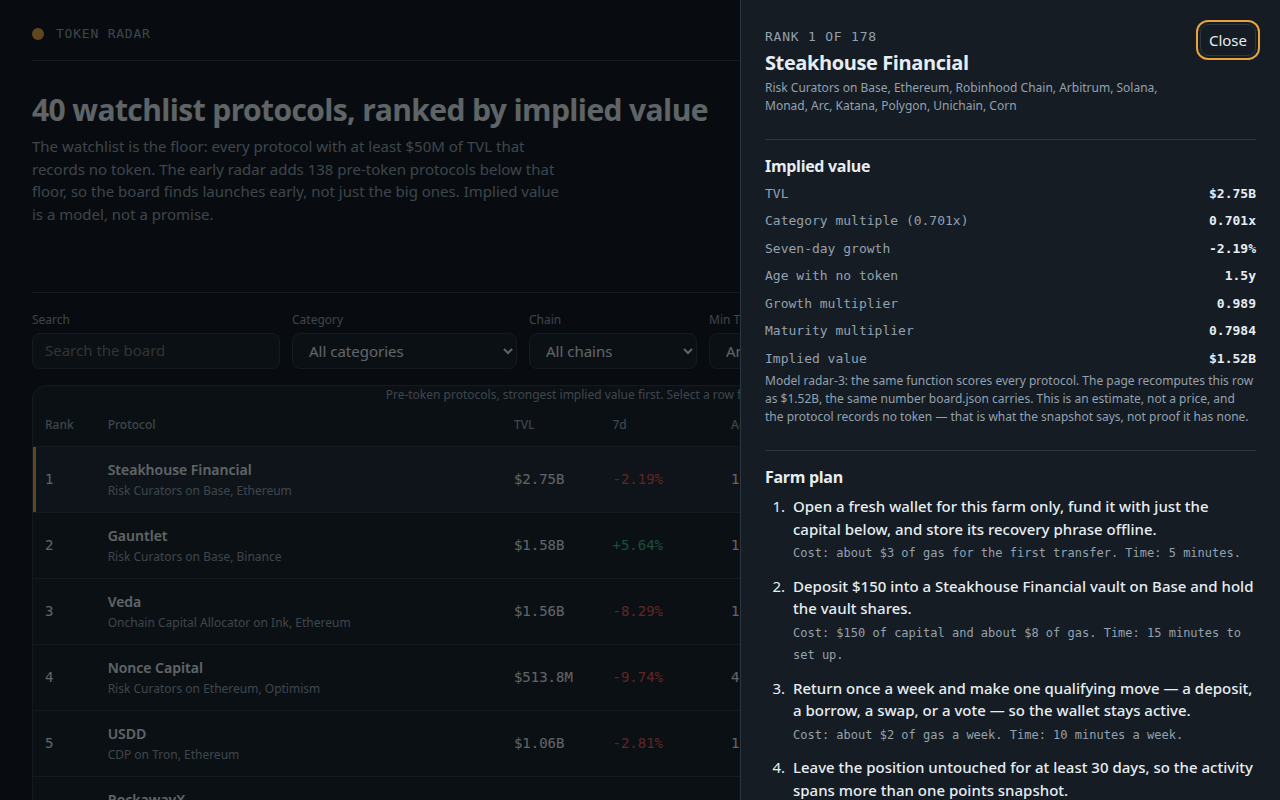 TOKEN RADAR
40 watchlist protocols, ranked by implied value
The watchlist is the floor: every protocol with at least $50M of TVL that
records no token. The early radar adds 138 pre-token protocols below that
floor, so the board finds launches early, not just the big ones. Implied value
is a model, not a promise.
Search
Category
Chain
Min T
Search the board
All categories
All chains
Pre-token protocols, strongest implied value first. Select a row
Rank
Protocol
TVL
7d
1
Steakhouse Financial
Risk Curators on Base, Ethereum
$2.75B
-2.19%
1
2
Gauntlet
Risk Curators on Base, Binance
$1.58B
+5.64%
1
3
Veda
Onchain Capital Allocator on Ink, Ethereum
$1.56B
-8.29%
1
4
Nonce Capital
Risk Curators on Ethereum, Optimism
$513.8M
-9.74%
4
5
USDD
CDP on Tron, Ethereum
$1.06B
-2.81%
1
RockawayX
RANK 1 OF 178
Close
Steakhouse Financial
Risk Curators on Base, Ethereum, Robinhood Chain, Arbitrum, Solana,
Monad, Arc, Katana, Polygon, Unichain, Corn
Implied value
TVL $2.75B
Category multiple (0.701x) 0.701x
Seven-day growth -2.19%
Age with no token 1.5y
Growth multiplier 0.989
Maturity multiplier 0.7984
Implied value $1.52B
Model radar-3: the same function scores every protocol. The page recomputes this row
as $1.52B, the same number board.json carries. This is an estimate, not a price, and
the protocol records no token — that is what the snapshot says, not proof it has none.
Farm plan
1. Open a fresh wallet for this farm only, fund it with just the
capital below, and store its recovery phrase offline.
Cost: about $3 of gas for the first transfer. Time: 5 minutes.
2. Deposit $150 into a Steakhouse Financial vault on Base and hold
the vault shares.
Cost: $150 of capital and about $8 of gas. Time: 15 minutes to
set up.
3. Return once a week and make one qualifying move — a deposit,
a borrow, a swap, or a vote — so the wallet stays active.
Cost: about $2 of gas a week. Time: 10 minutes a week.
4. Leave the position untouched for at least 30 days, so the activity
spans more than one points snapshot.